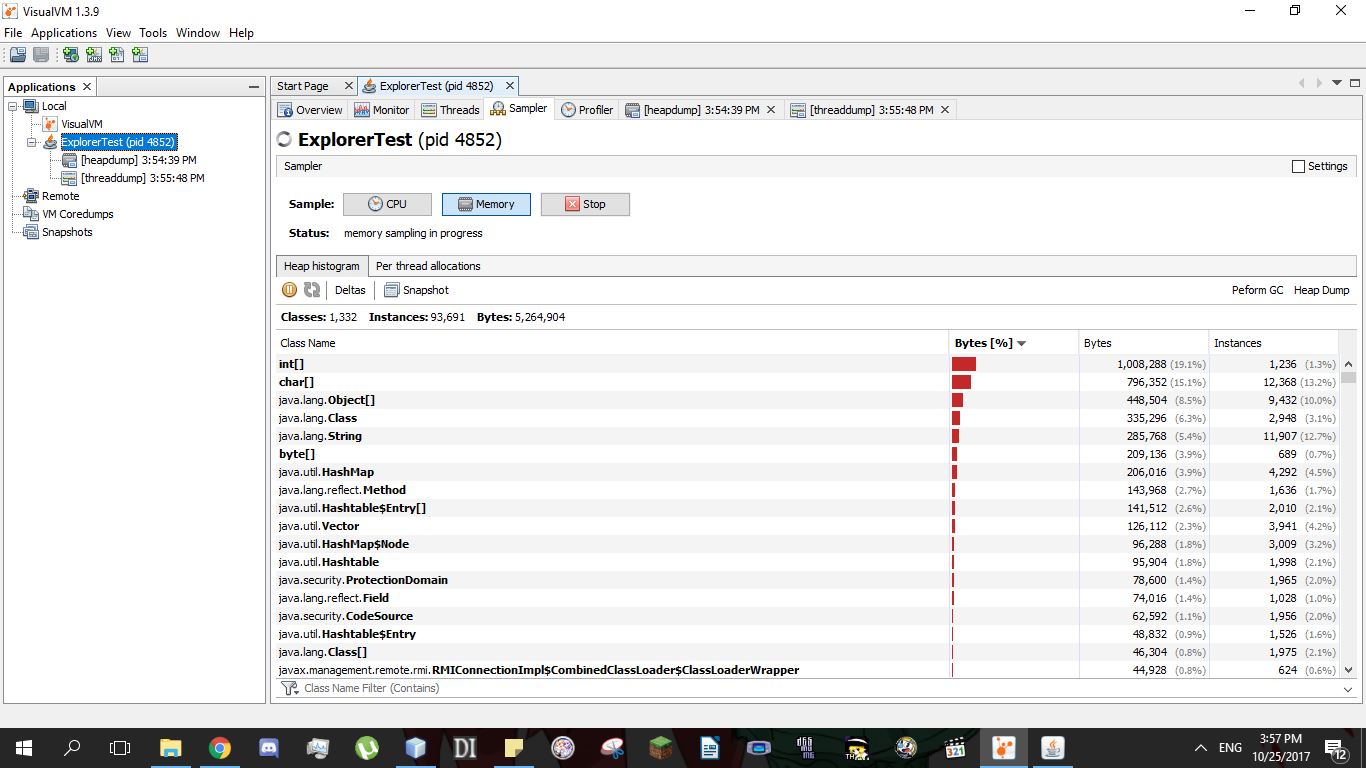 VisualVM 1.3.9
File Applications View Tools Window Help
Applications
Start Page ExplorerTest (pid 4852)
Local
VisualVM
ExplorerTest (pid 4852)
[heapdump] 3:54:39 PM
[threaddump] 3:55:48 PM
Remote
VM Coredumps
Snapshots
Overview Monitor Threads Sampler Profiler [heapdump] 3:54:39 PM [threaddump] 3:55:48 PM
ExplorerTest (pid 4852)
Sampler Settings
Sample: CPU Memory Stop
Status: memory sampling in progress
Heap histogram Per thread allocations
Deltas Snapshot Peform GC Heap Dump
Classes: 1,332 Instances: 93,691 Bytes: 5,264,904
Class Name Bytes [%] Bytes Instances
int[] 1,008,288 (19.1%) 1,236 (1.3%)
char[] 796,352 (15.1%) 12,368 (13.2%)
java.lang.Object[] 448,504 (8.5%) 9,432 (10.0%)
java.lang.Class 335,296 (6.3%) 2,948 (3.1%)
java.lang.String 285,768 (5.4%) 11,907 (12.7%)
byte[] 209,136 (3.9%) 689 (0.7%)
java.util.HashMap 206,016 (3.9%) 4,292 (4.5%)
java.lang.reflect.Method 143,968 (2.7%) 1,636 (1.7%)
java.util.Hashtable$Entry[] 141,512 (2.6%) 2,010 (2.1%)
java.util.Vector 126,112 (2.3%) 3,941 (4.2%)
java.util.HashMap$Node 96,288 (1.8%) 3,009 (3.2%)
java.util.Hashtable 95,904 (1.8%) 1,998 (2.1%)
java.security.ProtectionDomain 78,600 (1.4%) 1,965 (2.0%)
java.lang.reflect.Field 74,016 (1.4%) 1,028 (1.0%)
java.security.CodeSource 62,592 (1.1%) 1,956 (2.0%)
java.util.Hashtable$Entry 48,832 (0.9%) 1,526 (1.6%)
java.lang.Class[] 46,304 (0.8%) 1,975 (2.1%)
javax.management.remote.rmi.RMIConnectionImpl$CombinedClassLoader$ClassLoaderWrapper 44,928 (0.8%) 624 (0.6%)
Class Name Filter (Contains)
DI 321 ENG 3:57 PM
10/25/2017 12